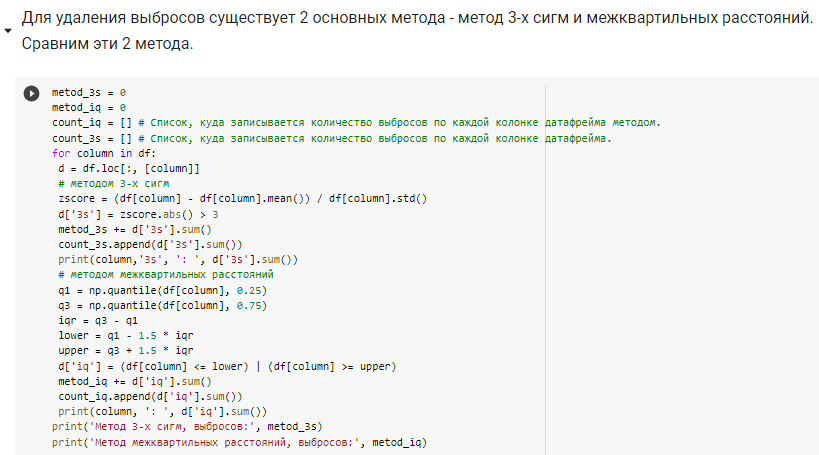 Для удаления выбросов существует 2 основных метода - метод 3-х сигм и межквартильных расстояний.
Сравним эти 2 метода.
metod_3s = 0
metod_iq = 0
count_iq = [] # Список, куда записывается количество выбросов по каждой колонке датафрейма методом.
count_3s = [] # Список, куда записывается количество выбросов по каждой колонке датафрейма.
for column in df:
 d = df.loc[:, [column]]
 # методом 3-х сигм
 zscore = (df[column] - df[column].mean()) / df[column].std()
 d['3s'] = zscore.abs() > 3
 metod_3s += d['3s'].sum()
 count_3s.append(d['3s'].sum())
 print(column,'3s', ': ', d['3s'].sum())
 # методом межквартильных расстояний
 q1 = np.quantile(df[column], 0.25)
 q3 = np.quantile(df[column], 0.75)
 iqr = q3 - q1
 lower = q1 - 1.5 * iqr
 upper = q3 + 1.5 * iqr
 d['iq'] = (df[column] <= lower) | (df[column] >= upper)
 metod_iq += d['iq'].sum()
 count_iq.append(d['iq'].sum())
 print(column, ': ', d['iq'].sum())
print('Метод 3-х сигм, выбросов:', metod_3s)
print('Метод межквартильных расстояний, выбросов:', metod_iq)